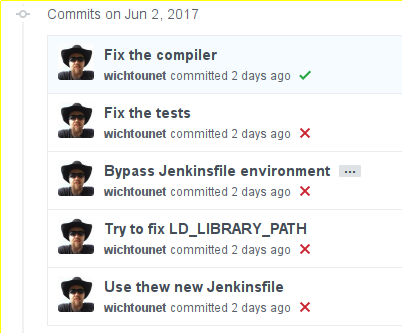 Commits on Jun 2, 2017
Fix the compiler
wichtounet committed 2 days ago
Fix the tests
wichtounet committed 2 days ago
Bypass Jenkinsfile environment ...
wichtounet committed 2 days ago
Try to fix LD_LIBRARY_PATH
wichtounet committed 2 days ago
Use thew new Jenkinsfile
wichtounet committed 2 days ago